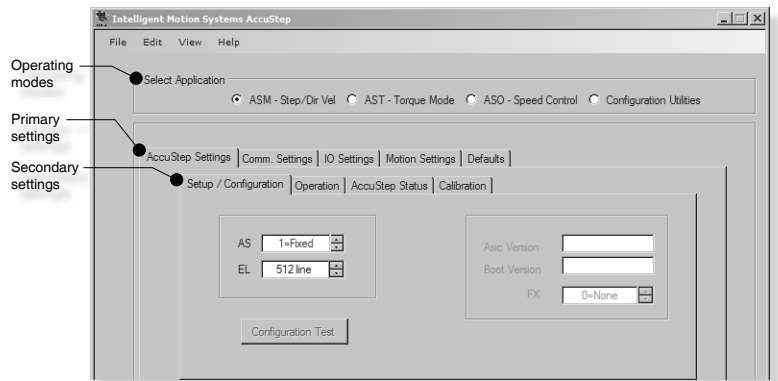 Intelligent Motion Systems AccuStep
File Edit View Help
Operating modes
Select Application
ASM - Step/Dir Vel AST - Torque Mode ASO - Speed Control Configuration Utilities
Primary settings
AccuStep Settings Comm. Settings IO Settings Motion Settings Defaults
Secondary settings
Setup / Configuration Operation AccuStep Status Calibration
AS 1=Fixed
EL 512 line
Asic Version
Boot Version
FX 0=None
Configuration Test